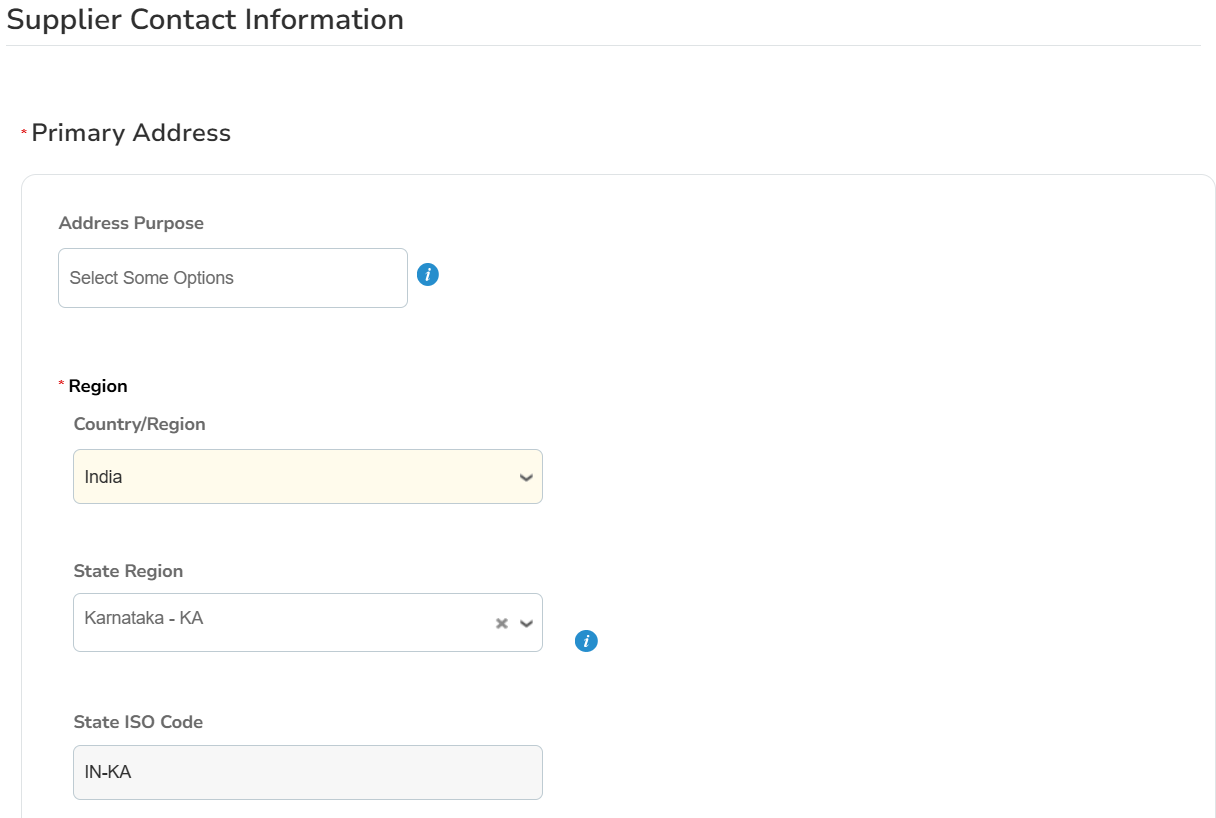 Supplier Contact Information
* Primary Address
Address Purpose
Select Some Options
i
* Region
Country/Region
India
State Region
Karnataka - KA
i
State ISO Code
IN-KA